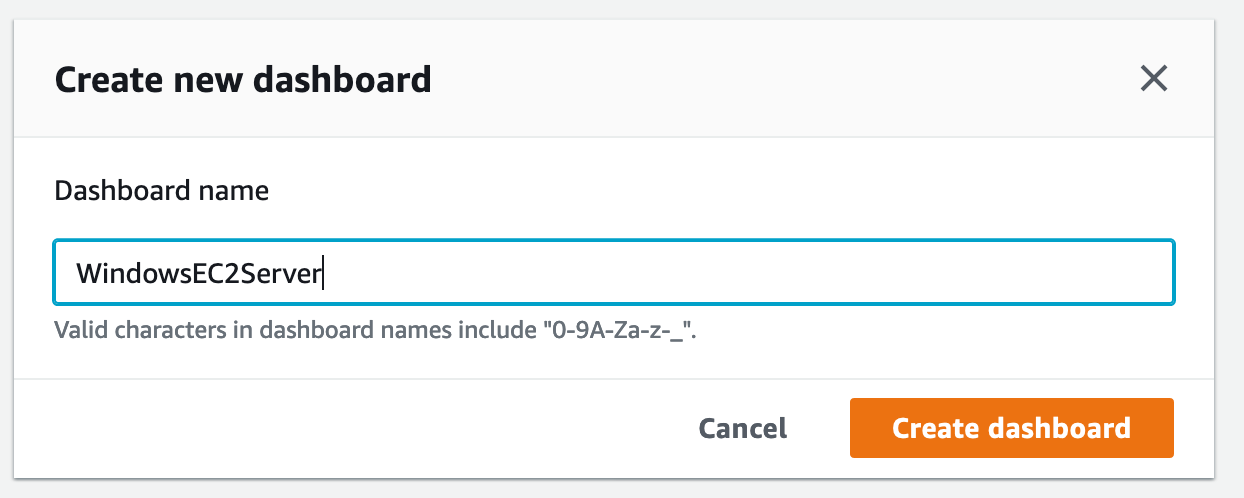 Create new dashboard
Dashboard name
WindowsEC2Server
Valid characters in dashboard names include "0-9A-Za-z-_".
Cancel
Create dashboard